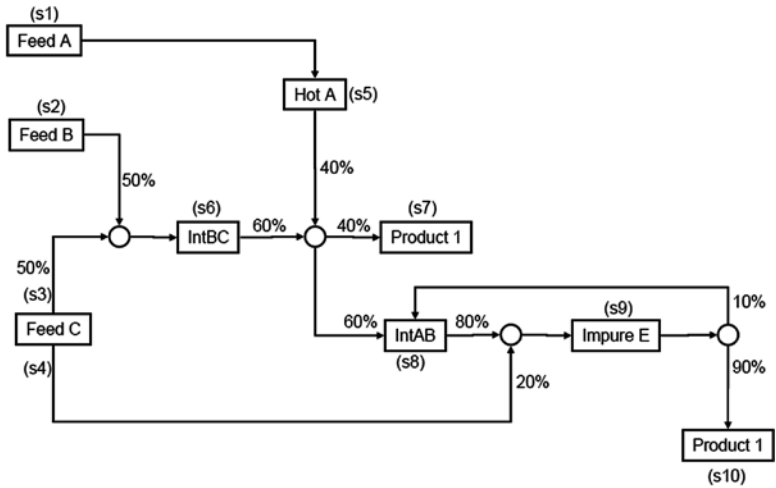 (s1)
Feed A
Hot A
(s5)
(s2)
Feed B
40%
50%
(s6)
(s7)
IntBC
60%
40%
Product 1
50%
(s3)
(s9)
10%
Feed C
60%
IntAB
80%
Impure E
(s4)
(s8)
20%
90%
Product 1
(s10)